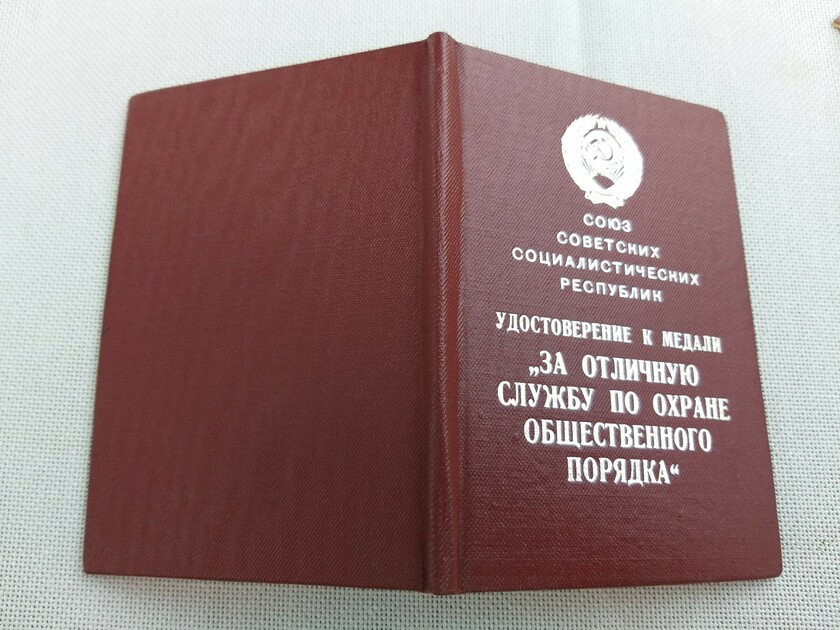 СОЮЗ
СОВЕТСКИХ
СОЦИАЛИСТИЧЕСКИХ
РЕСПУБЛИК
УДОСТОВЕРЕНИЕ К МЕДАЛИ
„ЗА ОТЛИЧНУЮ
СЛУЖБУ ПО ОХРАНЕ
ОБЩЕСТВЕННОГО
ПОРЯДКА“